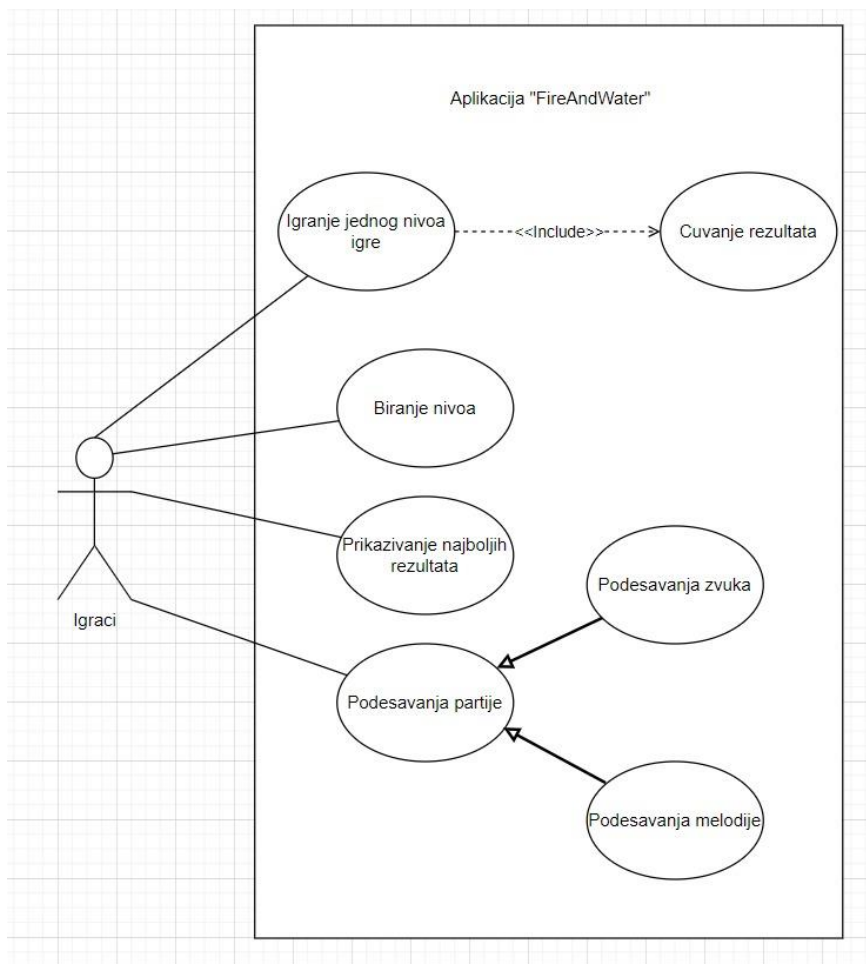 Aplikacija "FireAndWater"
Igranje jednog nivoa
igre
<<Include>>
Cuvanje rezultata
Biranje nivoa
Prikazivanje najboljih
rezultata
Podesavanja zvuka
Igraci
Podesavanja partije
Podesavanja melodije